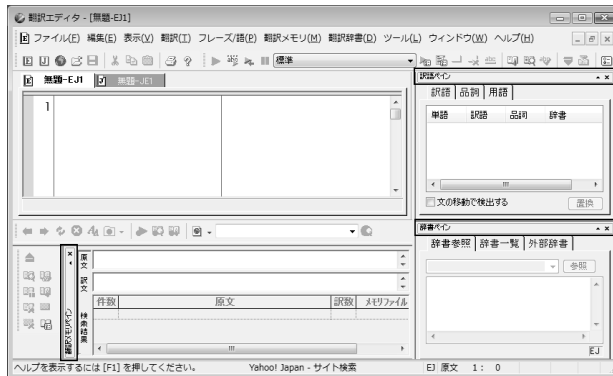 翻訳エディタ - [無題-EJ1]
ファイル(F) 編集(E) 表示(V) 翻訳(T) フレーズ/語(P) 翻訳メモリ(M) 翻訳辞書(D) ツール(L) ウィンドウ(W) ヘルプ(H)
標準
無題-EJ1 無題-JE1
1
訳語ペイン
訳語 品詞 用語
単語 訳語 品詞 辞書
文の移動で検出する 置換
辞書ペイン
辞書参照 辞書一覧 外部辞書
参照
EJ
翻訳メモリペイン
原文
訳文
検索結果
件数 原文 訳数 メモリファイル
ヘルプを表示するには [F1] を押してください。 Yahoo! Japan - サイト検索 EJ 原文 1: 0